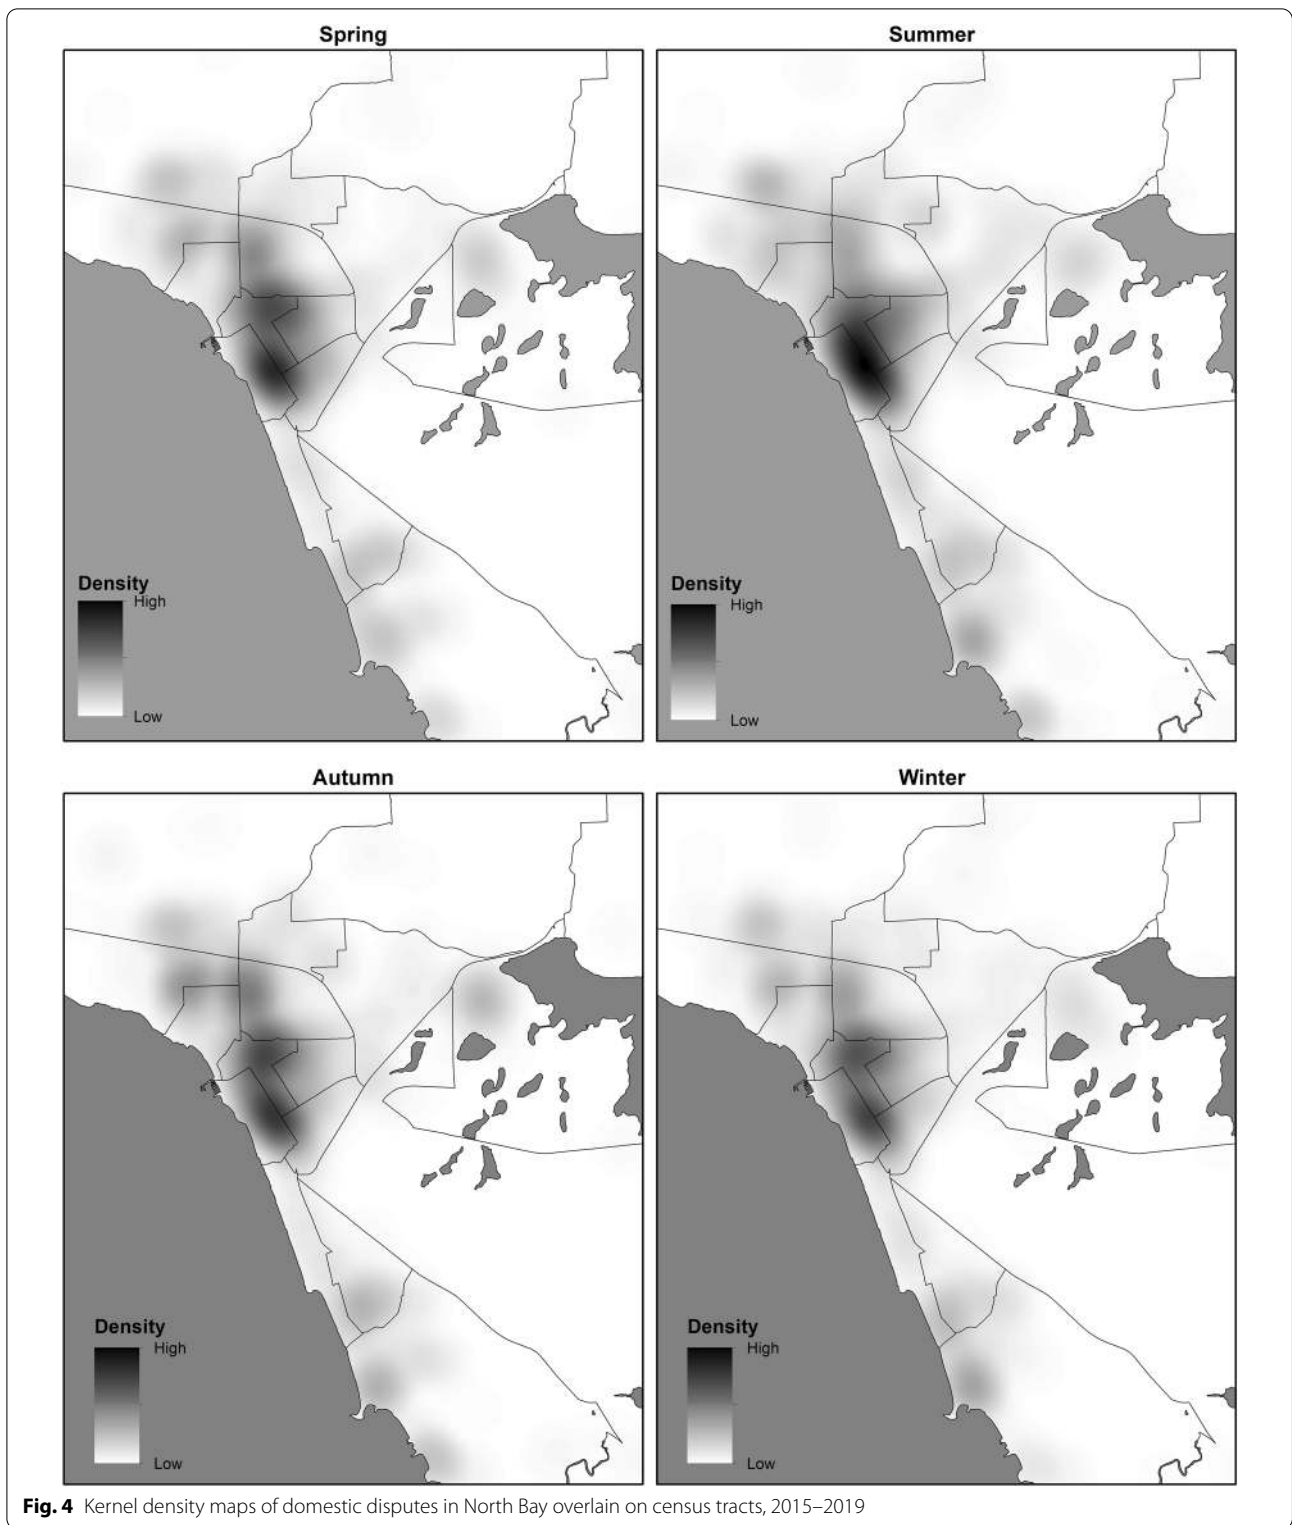 Spring
Summer
Density
High
Low
Density
High
Low
Autumn
Winter
Density
High
Low
Density
High
Low
Fig. 4 Kernel density maps of domestic disputes in North Bay overlain on census tracts, 2015–2019